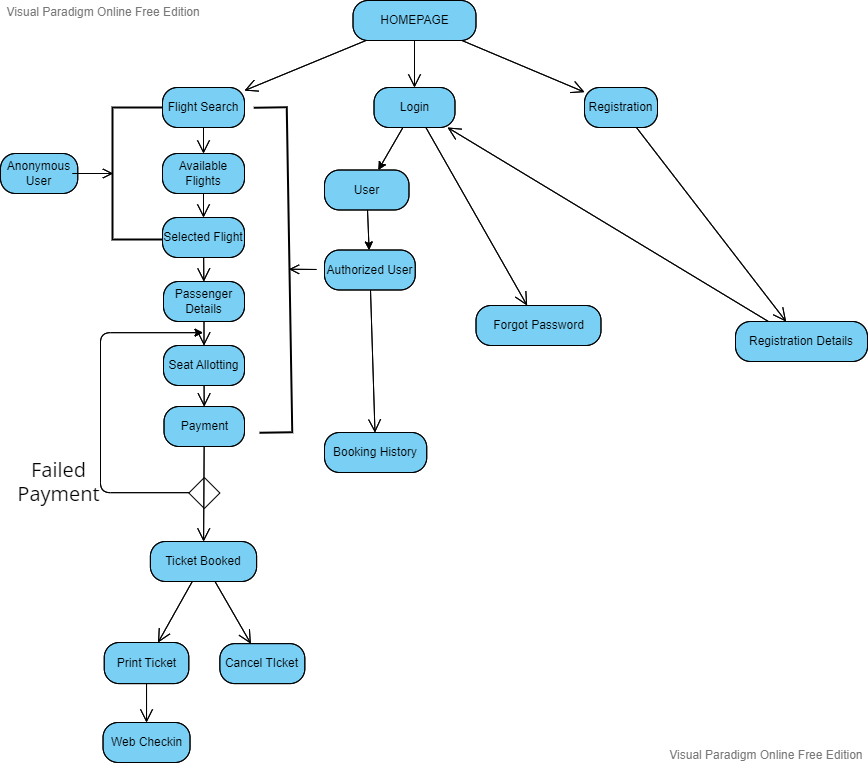 Visual Paradigm Online Free Edition
HOMEPAGE
Flight Search
Login
Registration
Anonymous
User
Available
Flights
User
Selected Flight
Authorized User
Passenger
Details
Forgot Password
Registration Details
Seat Allotting
Payment
Booking History
Failed
Payment
Ticket Booked
Print Ticket
Cancel TIcket
Web Checkin
Visual Paradigm Online Free Edition